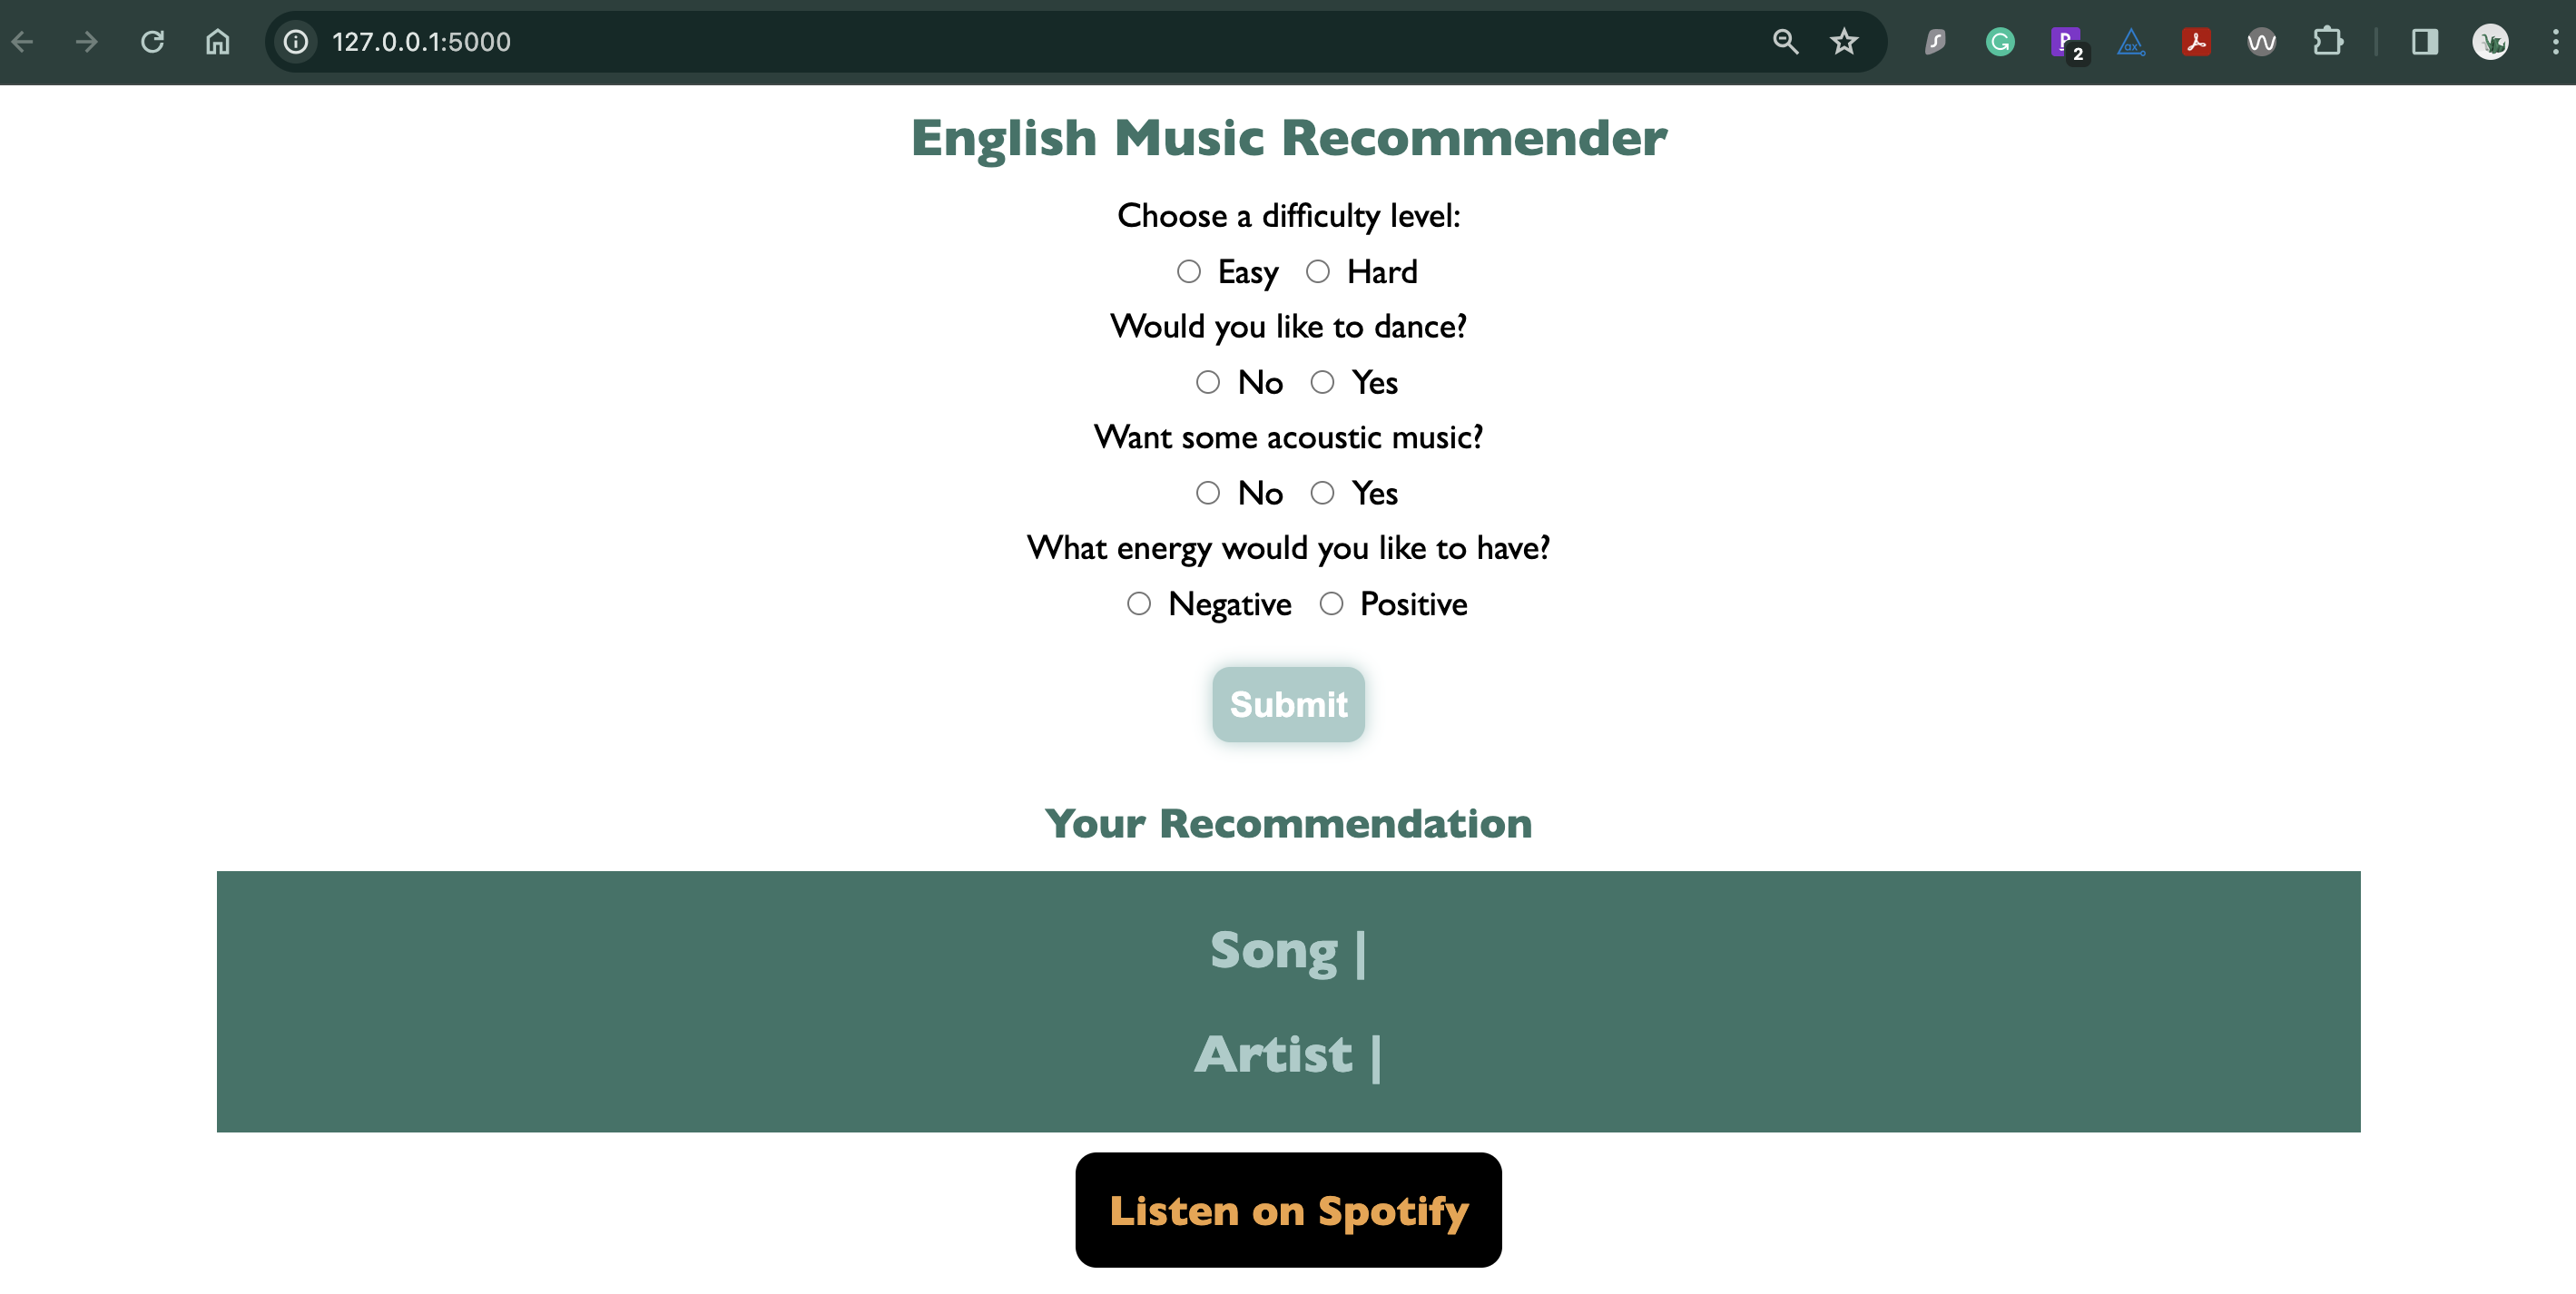 127.0.0.1:5000
2
English Music Recommender
Choose a difficulty level:
Easy Hard
Would you like to dance?
No Yes
Want some acoustic music?
No Yes
What energy would you like to have?
Negative Positive
Submit
Your Recommendation
Song |
Artist |
Listen on Spotify